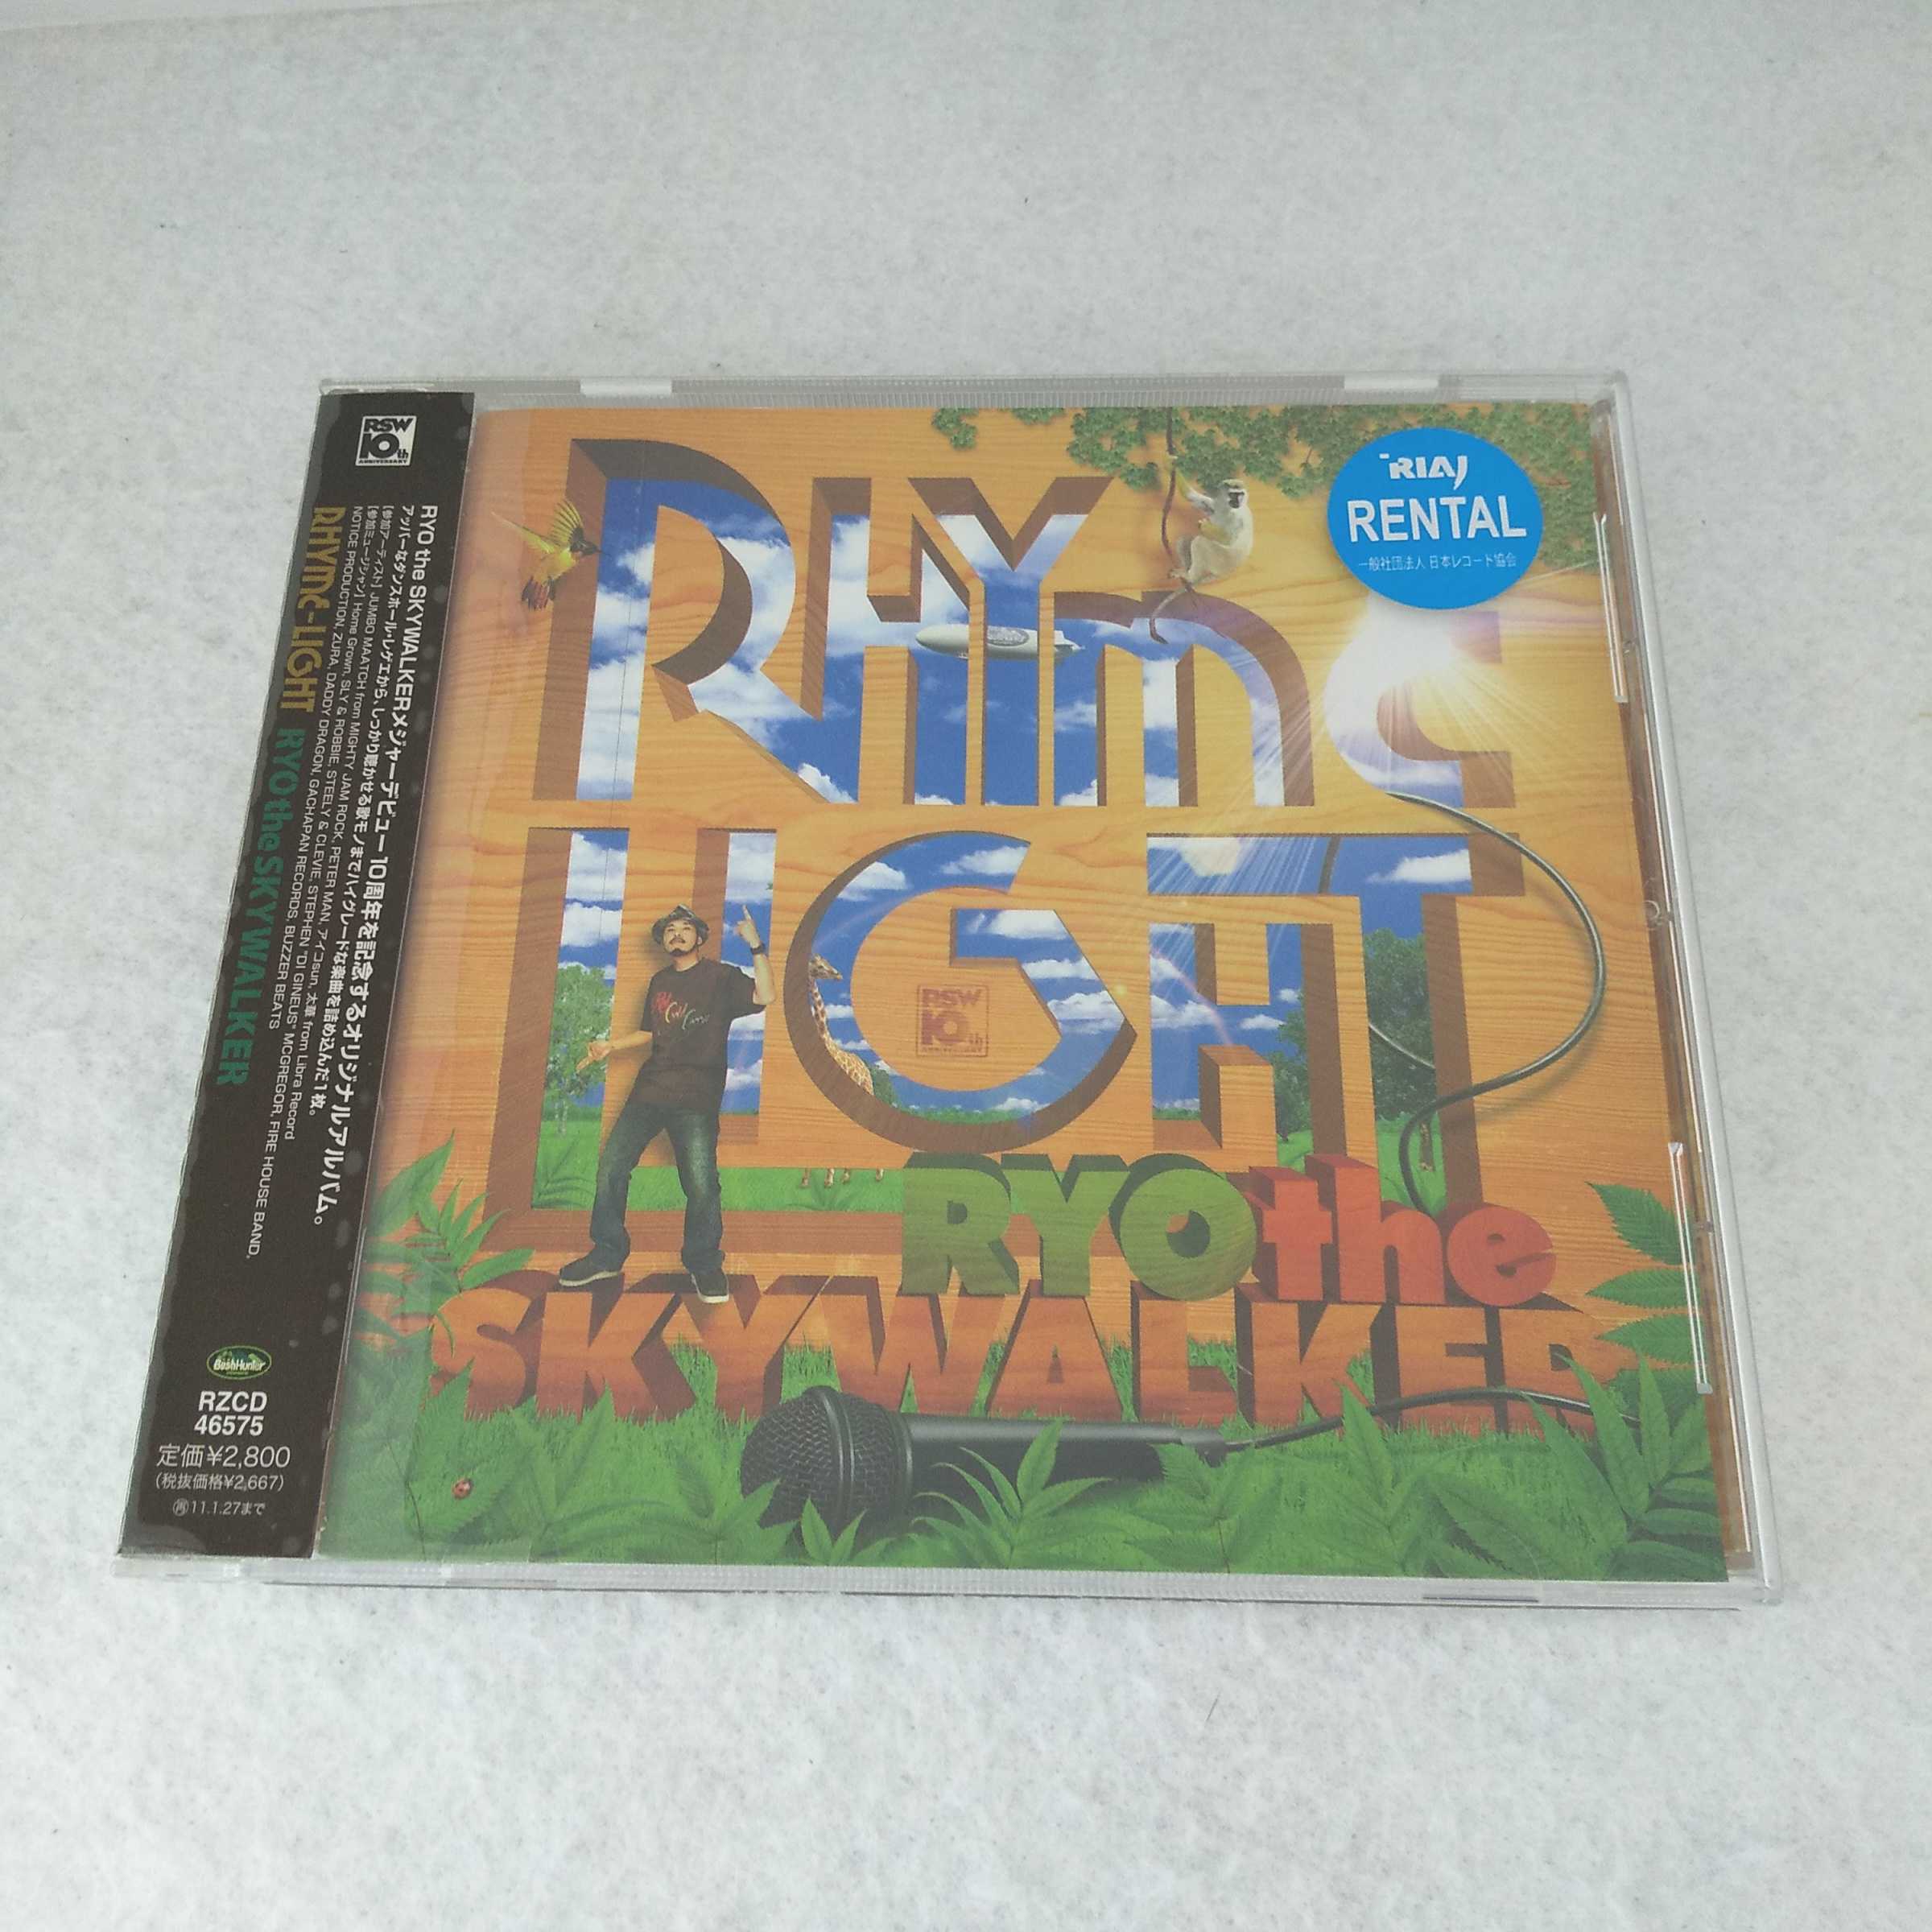 RSW
10th
ANNIVERSARY
RYO the SKYWALKERメジャーデビュー10周年を記念するオリジナルアルバム。
アッパーなダンスホール・レゲエから、しっかり聴かせる歌モノまでハイグレードな楽曲を詰め込んだ1枚。
[参加アーティスト] JUMBO MAATCH from MIGHTY JAM ROCK, PETER MAN, アイコsun, 太華 from Libra Record
[参加ミュージシャン] Home Grown, SLY & ROBBIE, STEELY & CLEVIE, STEPHEN "DI GINEUS" MCGREGOR, FIRE HOUSE BAND,
NOTICE PRODUCTION, ZURA, DADDY DRAGON, GACHAPAN RECORDS, BUZZER BEATS
RHYME-LIGHT RYO the SKYWALKER
BushHunter
RZCD
46575
定価¥2,800
(税抜価格¥2,667)
再11.1.27まで
RIAJ
RENTAL
一般社団法人 日本レコード協会
RHYME
LIGHT
RSW
10th
ANNIVERSARY
RYO the
SKYWALKER